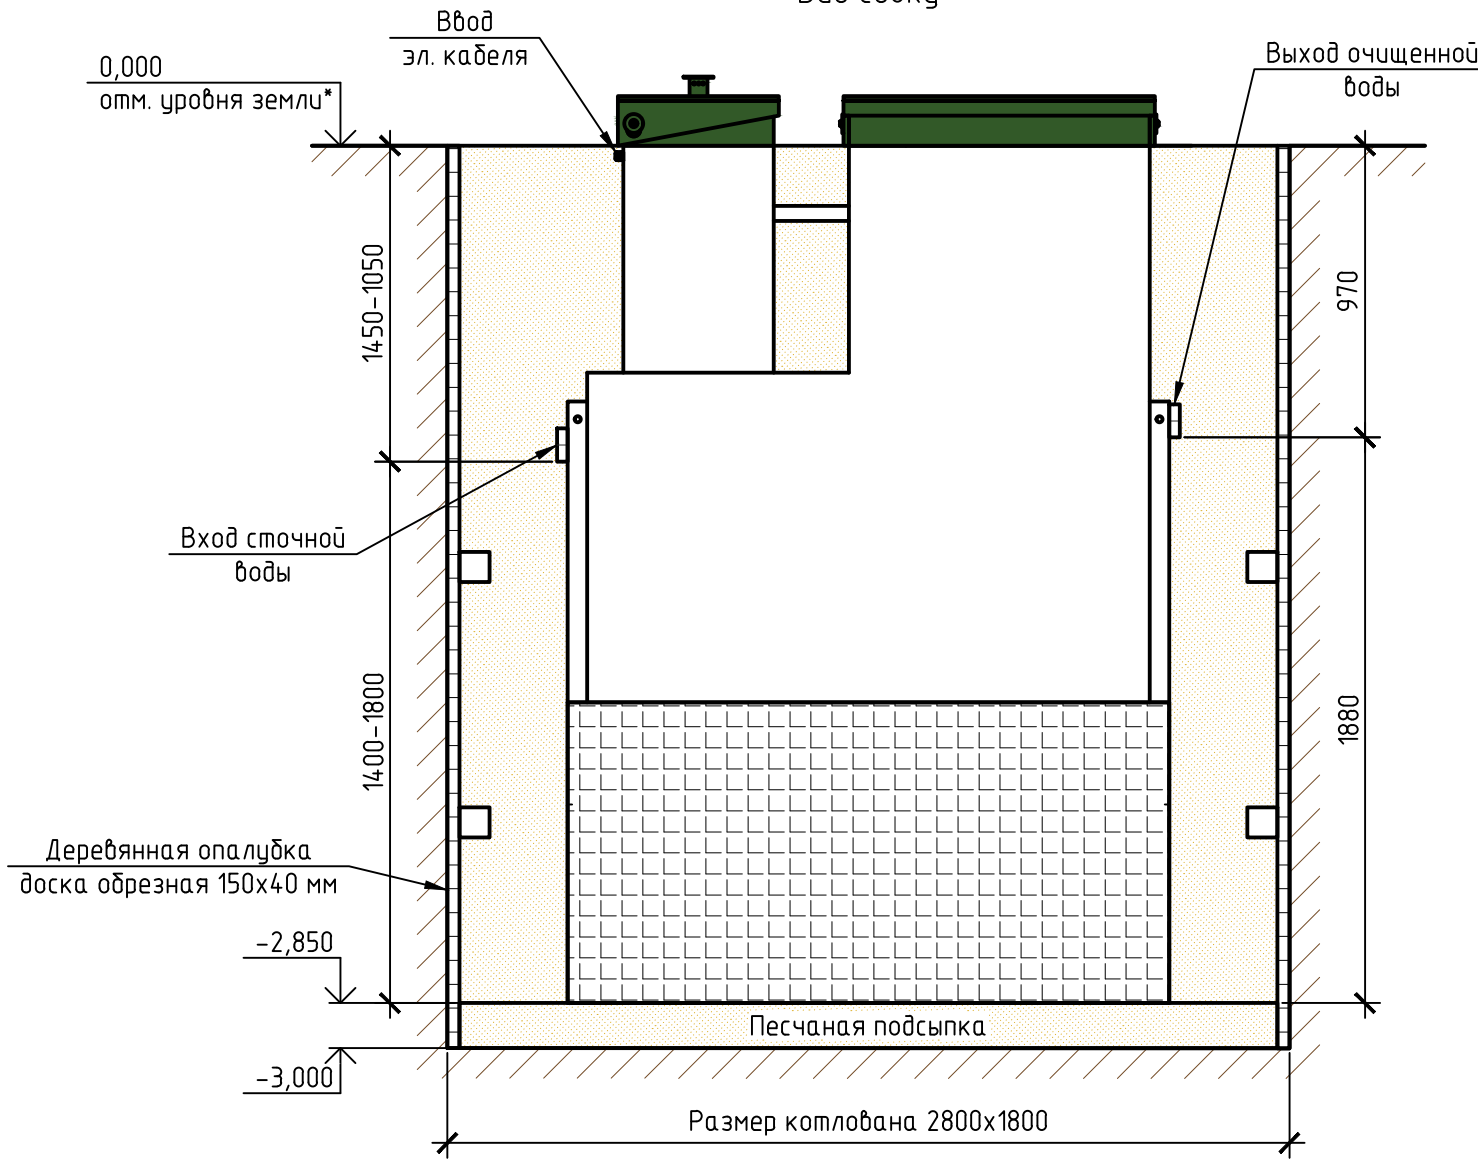 Ввод
эл. кабеля
0,000
отм. уровня земли*
Выход очищенной
воды
1450-1050
970
Вход сточной
воды
1400-1800
1880
Деревянная опалубка
доска обрезная 150х40 мм
-2,850
Песчаная подсыпка
-3,000
Размер котлована 2800х1800